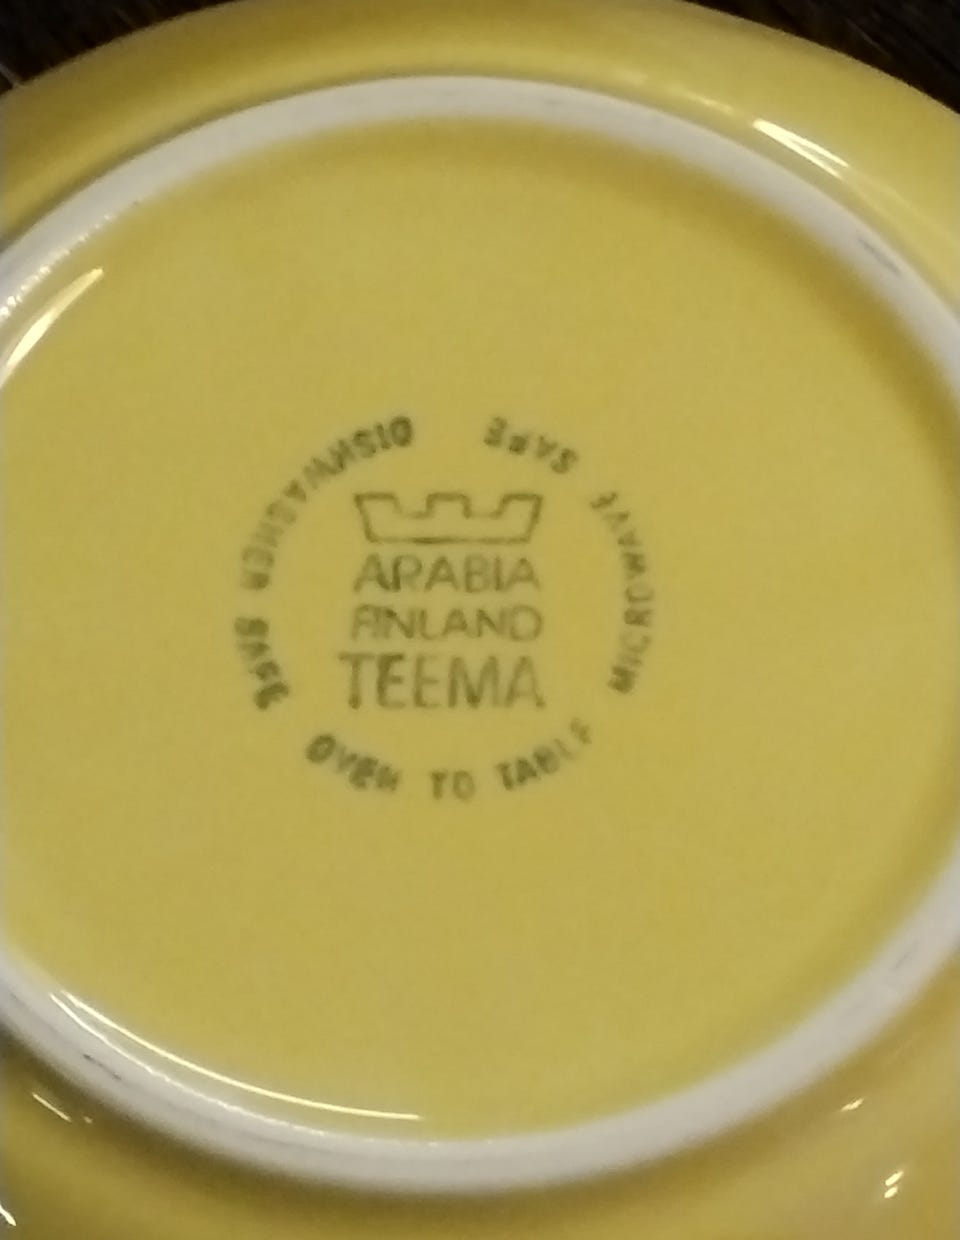 ARABIA
FINLAND
TEEMA
DISHWASHER SAFE OVEN TO TABLE MICROWAVE SAFE